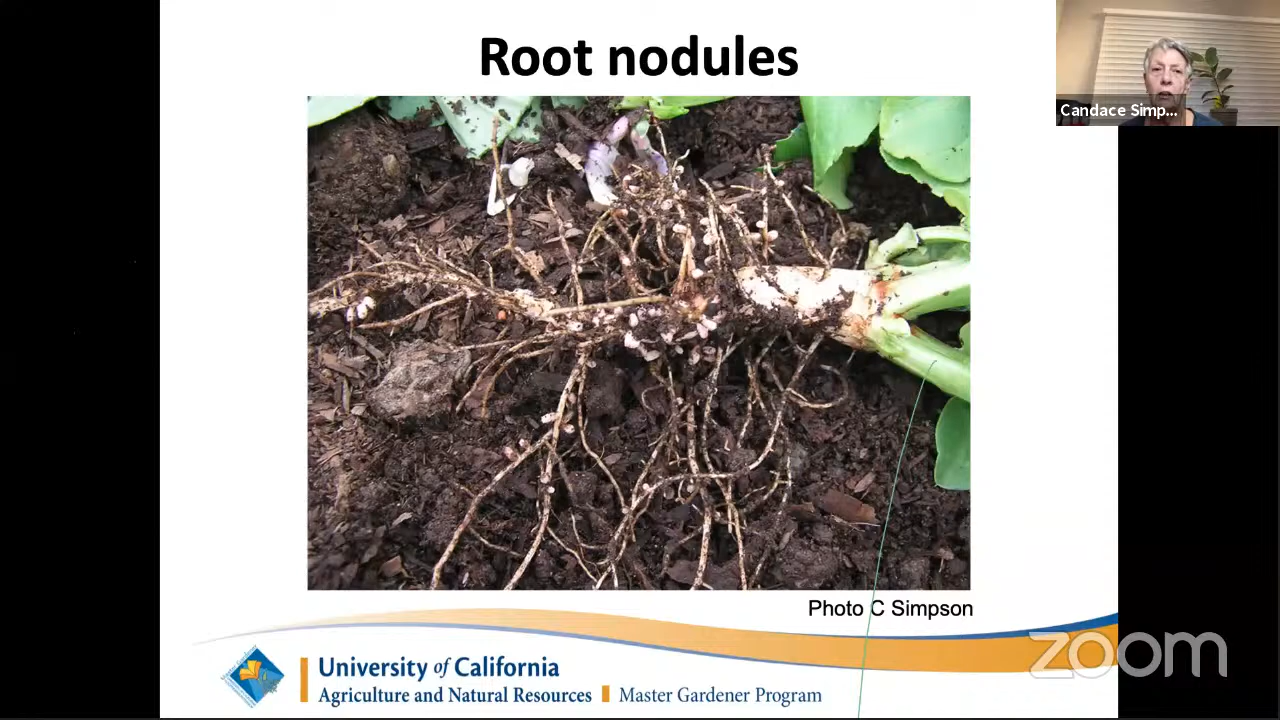 Root nodules
Candace Simp...
Photo C Simpson
University of California
Agriculture and Natural Resources Master Gardener Program
zoom